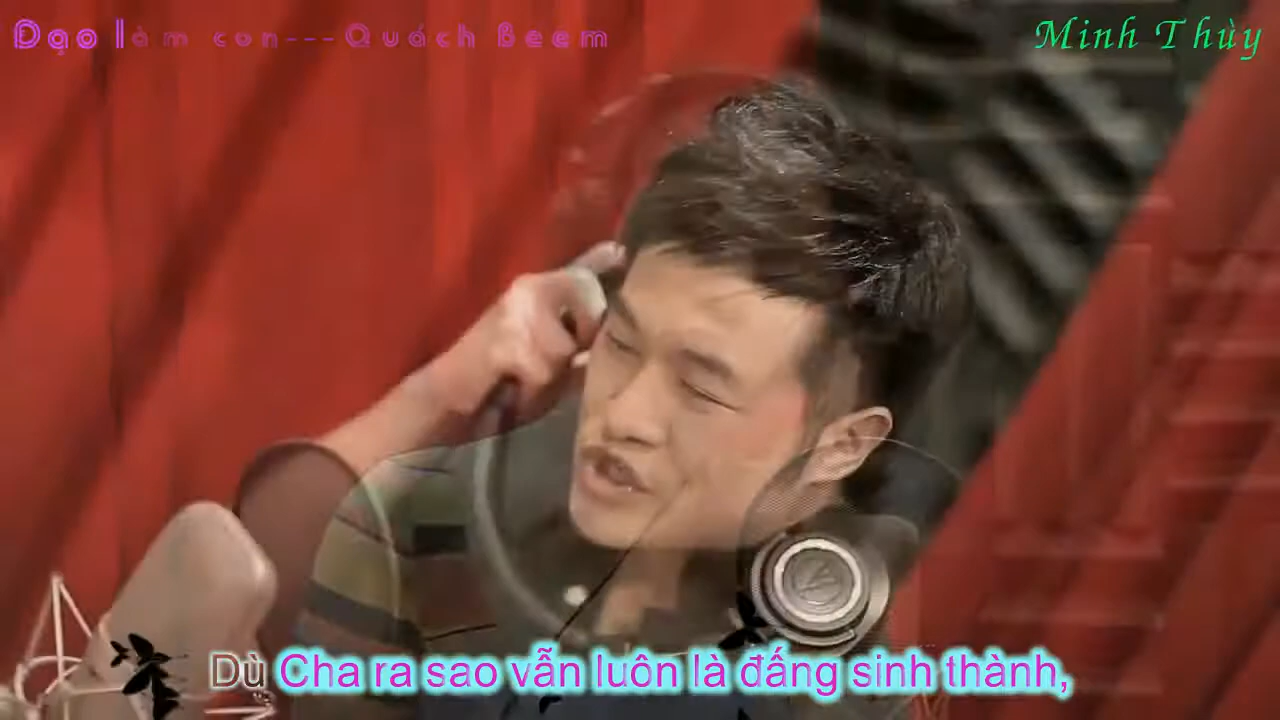 Đạo làm con---Quách Beem
Minh Thùy
Dù Cha ra sao vẫn luôn là đấng sinh thành,